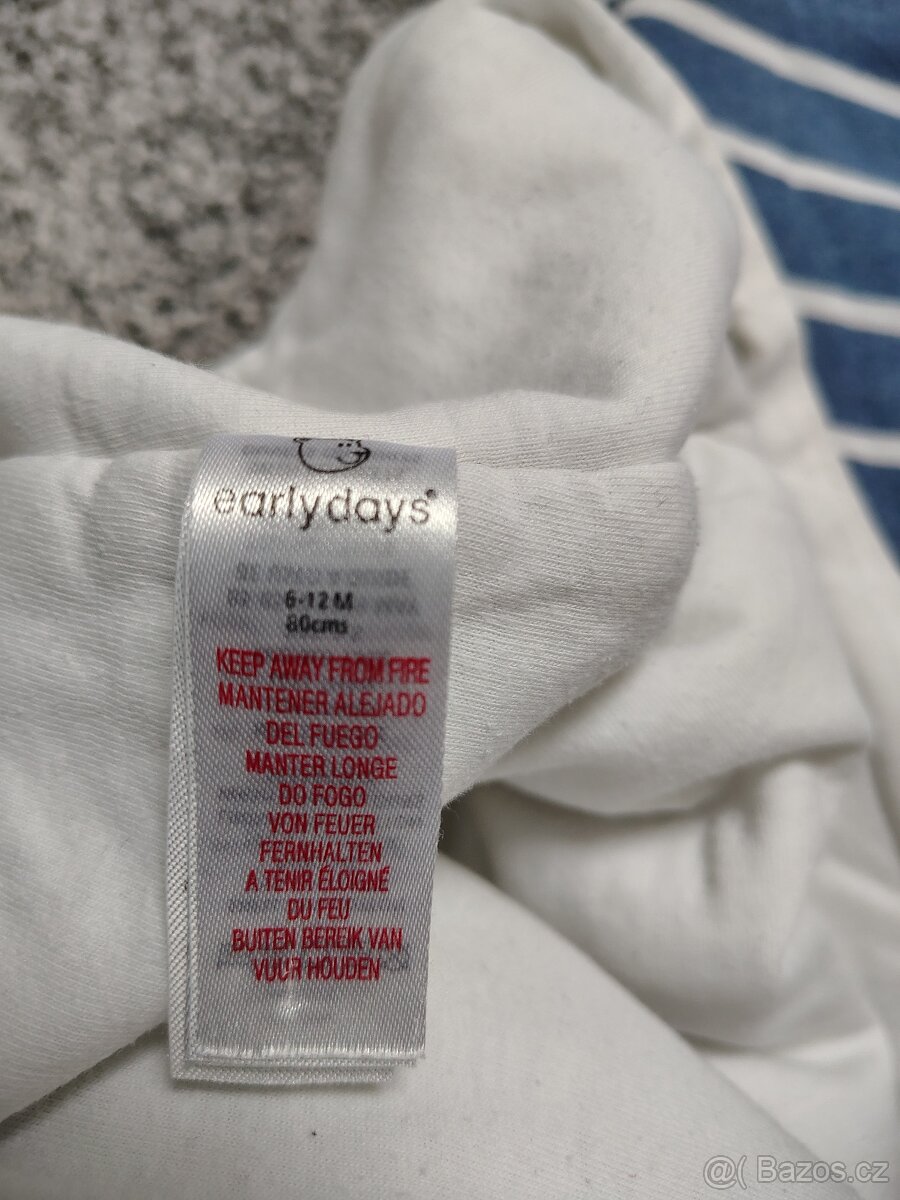 earlydays
6-12M
80cms
KEEP AWAY FROM FIRE
MANTENER ALEJADO
DEL FUEGO
MANTER LONGE
DO FOGO
VON FEUER
FERNHALTEN
A TENIR ÉLOIGNÉ
DU FEU
BUITEN BEREIK VAN
VUUR HOUDEN
@( Bazos.cz